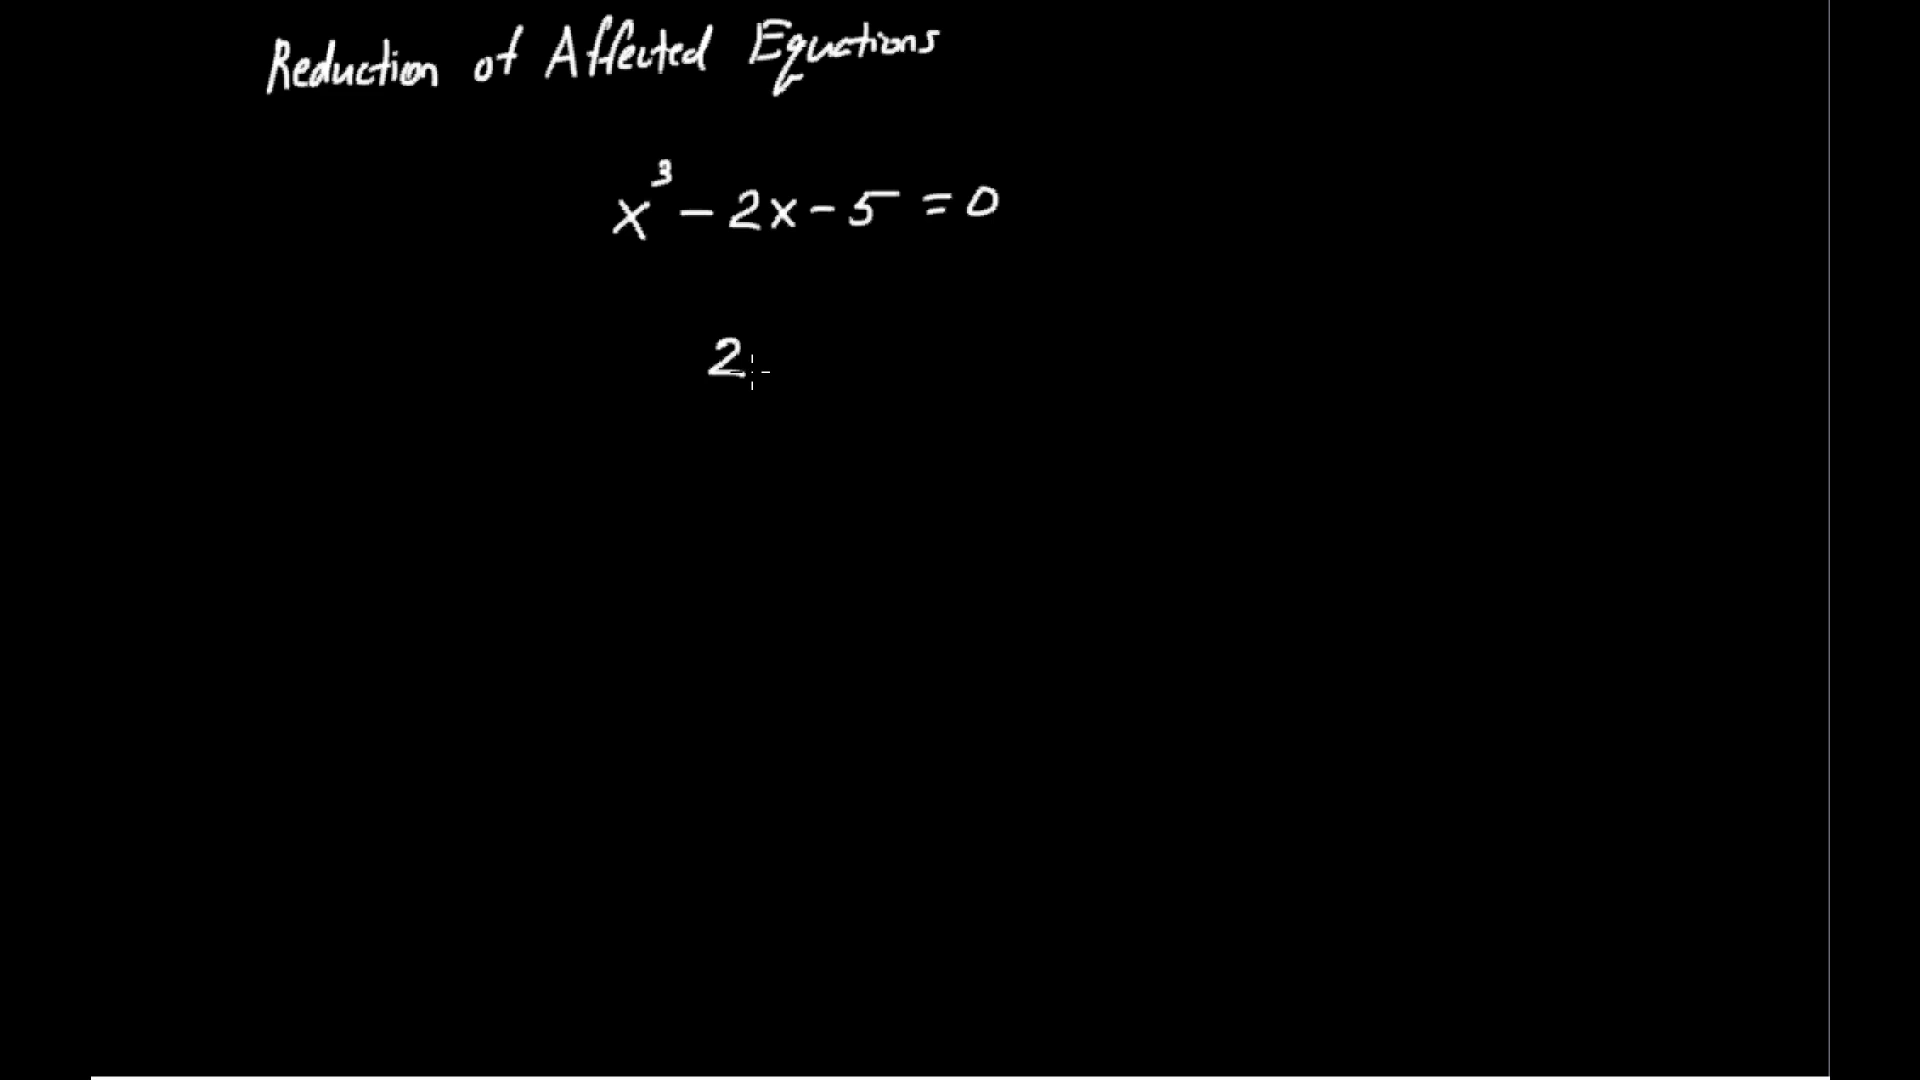 Reduction of Affected Equations
x³ - 2x - 5 = 0
2